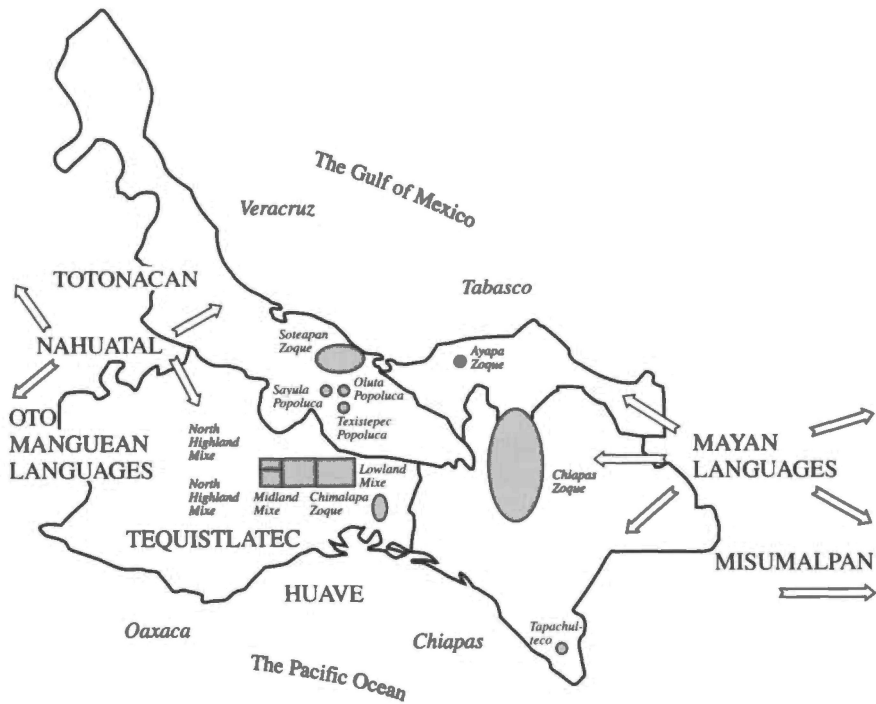 The Gulf of Mexico
Veracruz
TOTONACAN
Tabasco
NAHUATAL
Soteapan
Zoque
Ayapa
Zoque
Sayula
Popoluca
Oluta
Popoluca
Texistepec
Popoluca
OTO
MANGUEAN
LANGUAGES
North
Highland
Mixe
MAYAN
LANGUAGES
Chiapas
Zoque
Lowland
Mixe
North
Highland
Mixe
Midland
Mixe
Chimalapa
Zoque
TEQUISTLATEC
MISUMALPAN
HUAVE
Oaxaca
Chiapas
Tapachul-
teco
The Pacific Ocean